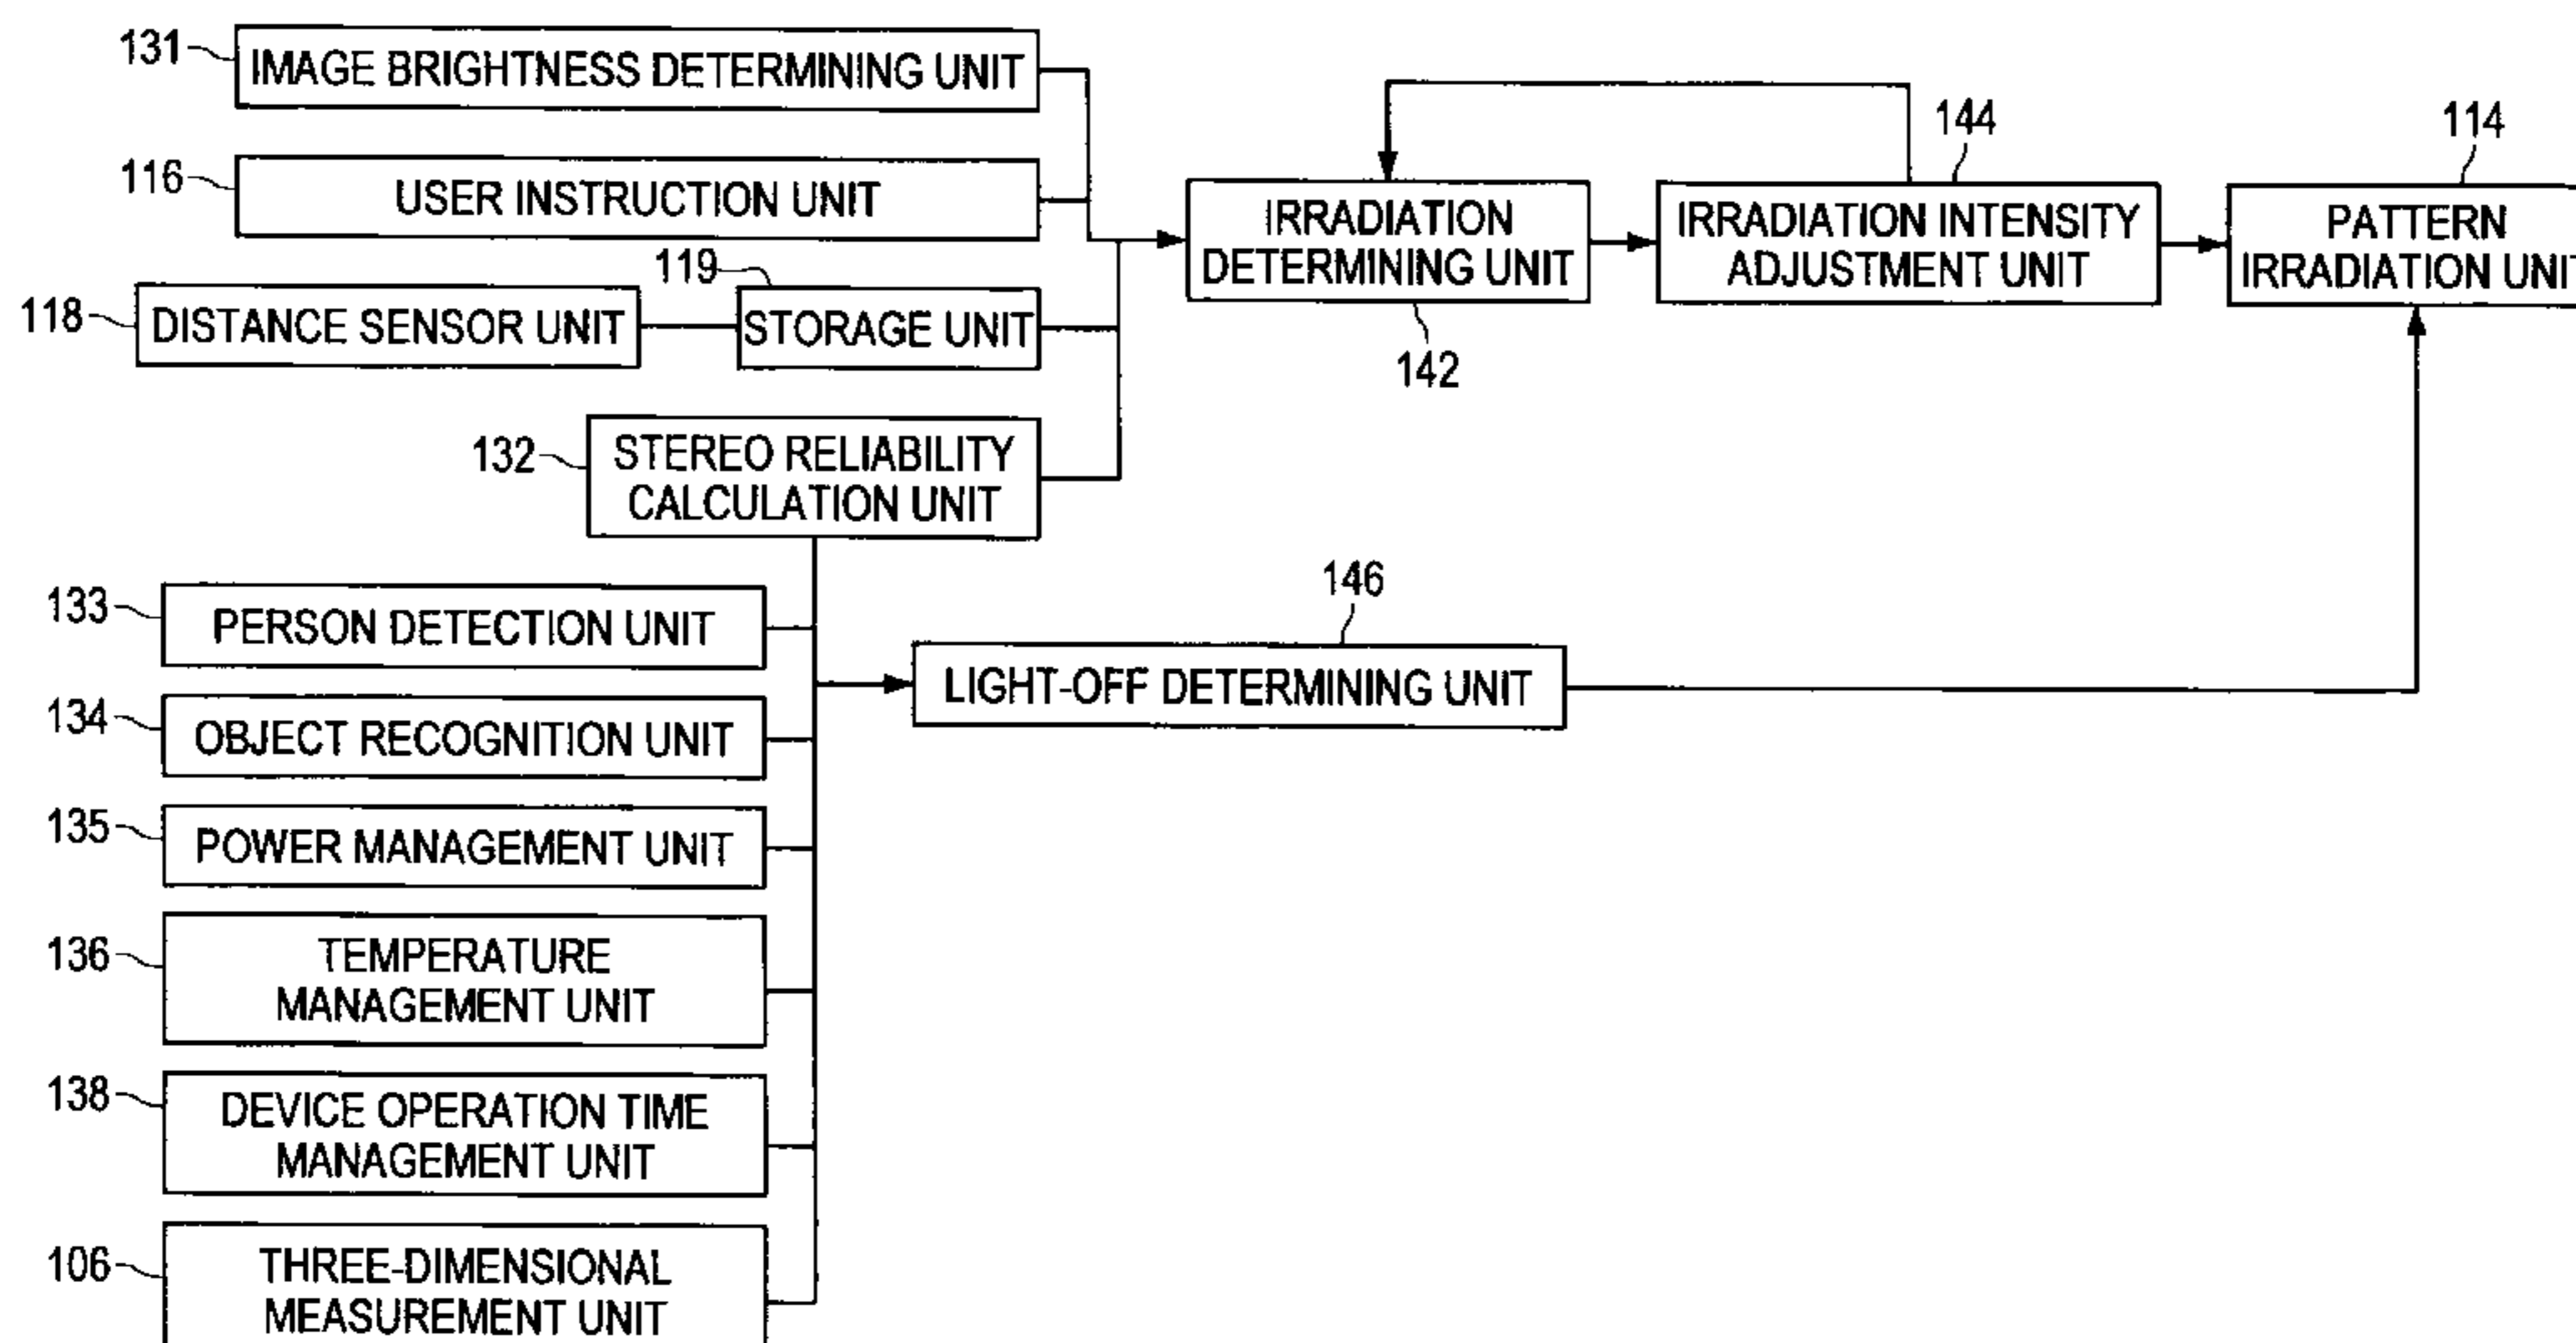 131
IMAGE BRIGHTNESS DETERMINING UNIT
116
USER INSTRUCTION UNIT
118
DISTANCE SENSOR UNIT
119
STORAGE UNIT
132
STEREO RELIABILITY
CALCULATION UNIT
142
IRRADIATION
DETERMINING UNIT
144
IRRADIATION INTENSITY
ADJUSTMENT UNIT
114
PATTERN
IRRADIATION UNIT
133
PERSON DETECTION UNIT
134
OBJECT RECOGNITION UNIT
135
POWER MANAGEMENT UNIT
136
TEMPERATURE
MANAGEMENT UNIT
138
DEVICE OPERATION TIME
MANAGEMENT UNIT
106
THREE-DIMENSIONAL
MEASUREMENT UNIT
146
LIGHT-OFF DETERMINING UNIT